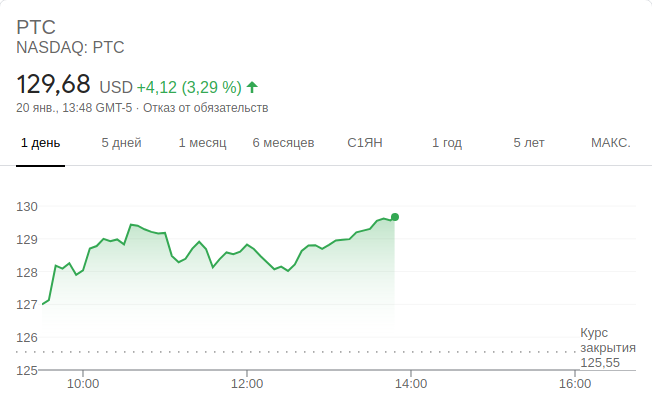 PTC
NASDAQ: PTC
129,68 USD +4,12 (3,29 %)
20 янв., 13:48 GMT-5 · Отказ от обязательств
1 день 5 дней 1 месяц 6 месяцев С1ЯН 1 год 5 лет МАКС.
130
129
128
127
126
Курс
закрытия
125,55
125
10:00 12:00 14:00 16:00